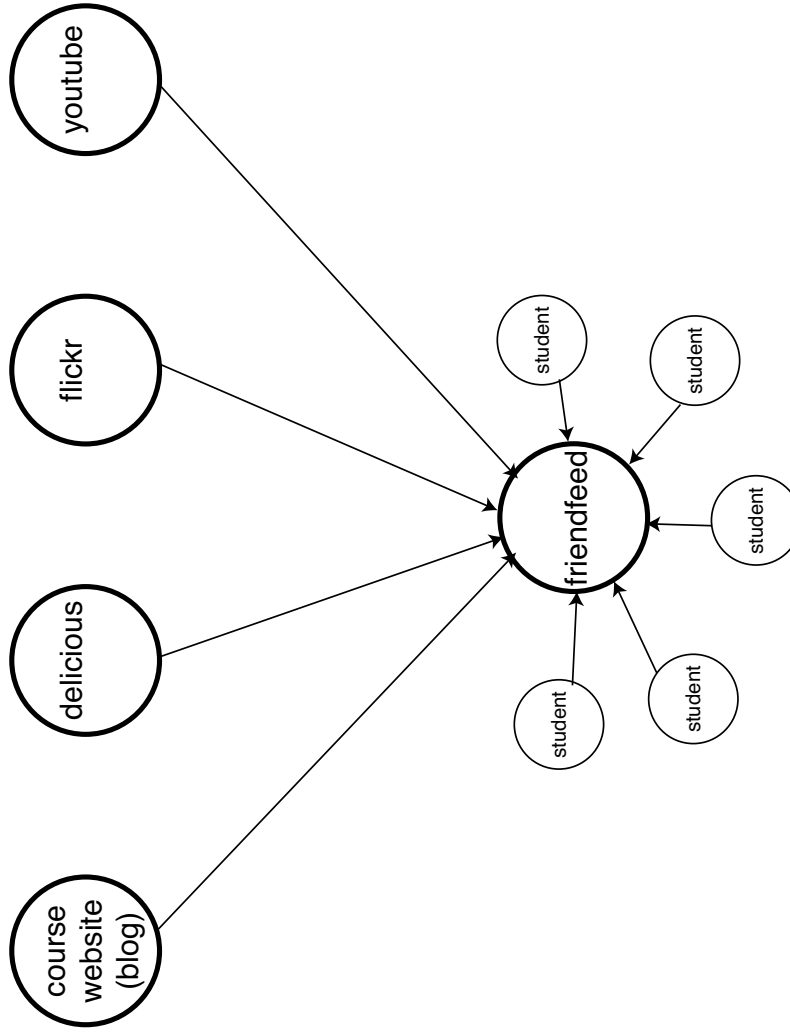 course
website
(blog)
delicious
flickr
youtube
friendfeed
student
student
student
student
student